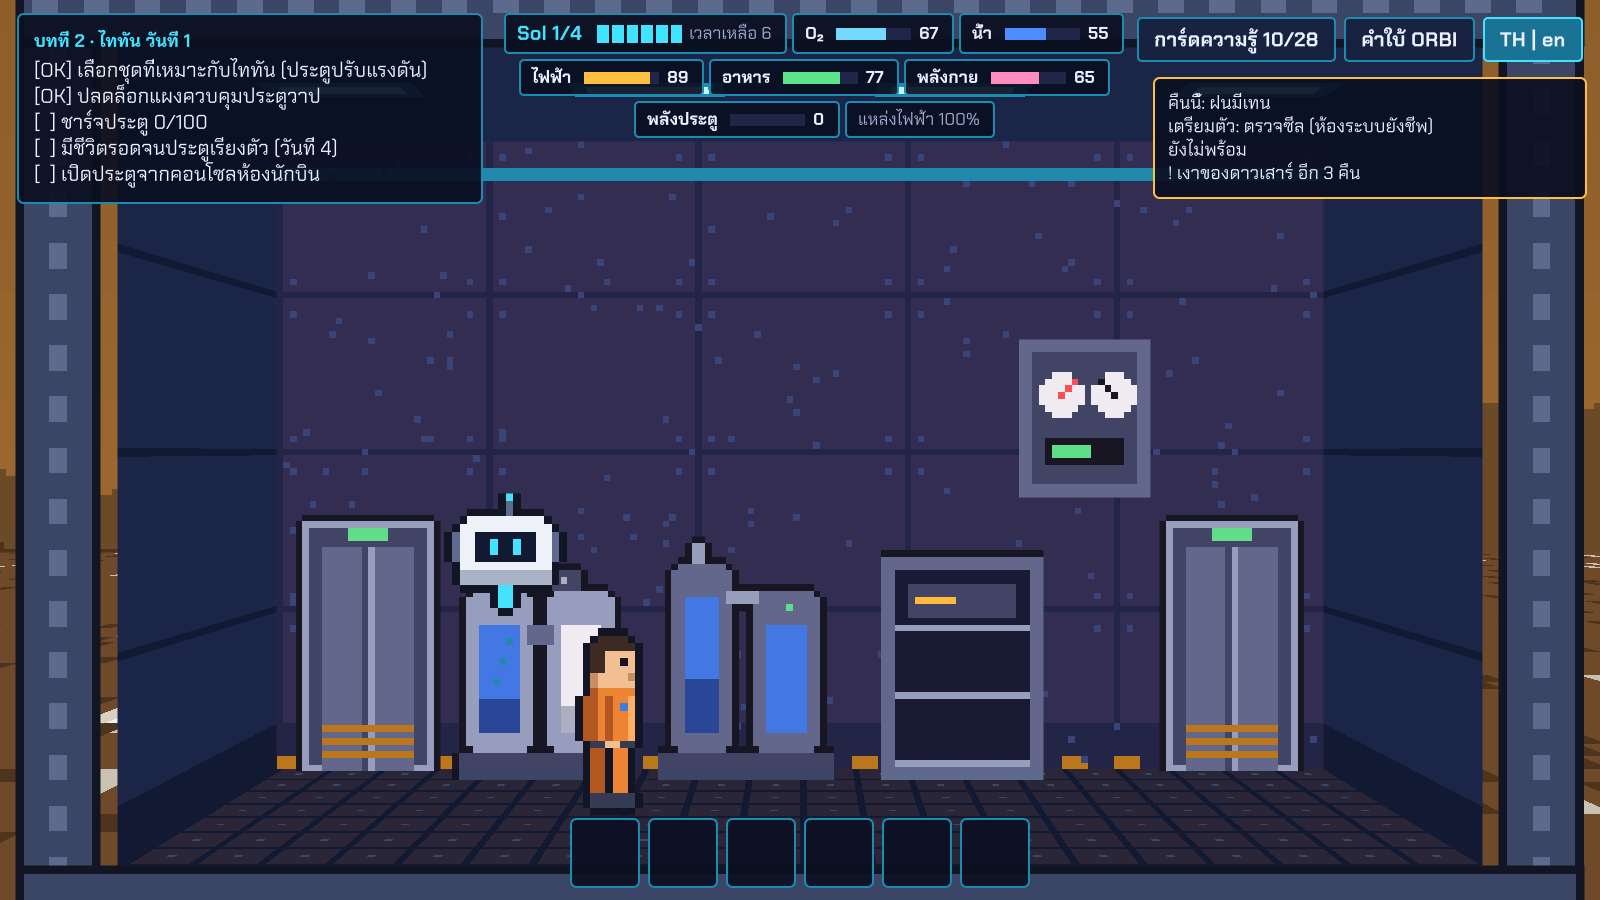 บทที่ 2 · ไททัน วันที่ 1
[OK] เลือกชุดที่เหมาะกับไททัน (ประตูปรับแรงดัน)
[OK] ปลดล็อกแผงควบคุมประตูวาป
[ ] ชาร์จประตู 0/100
[ ] มีชีวิตรอดจนประตูเรียงตัว (วันที่ 4)
[ ] เปิดประตูจากคอนโซลห้องนักบิน
Sol 1/4 เวลาเหลือ 6
O₂ 67
น้ำ 55
ไฟฟ้า 89
อาหาร 77
พลังกาย 65
พลังประตู 0
แหล่งไฟฟ้า 100%
การ์ดความรู้ 10/28
คำใบ้ ORBI
TH | en
คืนนี้: ฝนมีเทน
เตรียมตัว: ตรวจซีล (ห้องระบบยังชีพ)
ยังไม่พร้อม
! เงาของดาวเสาร์ อีก 3 คืน